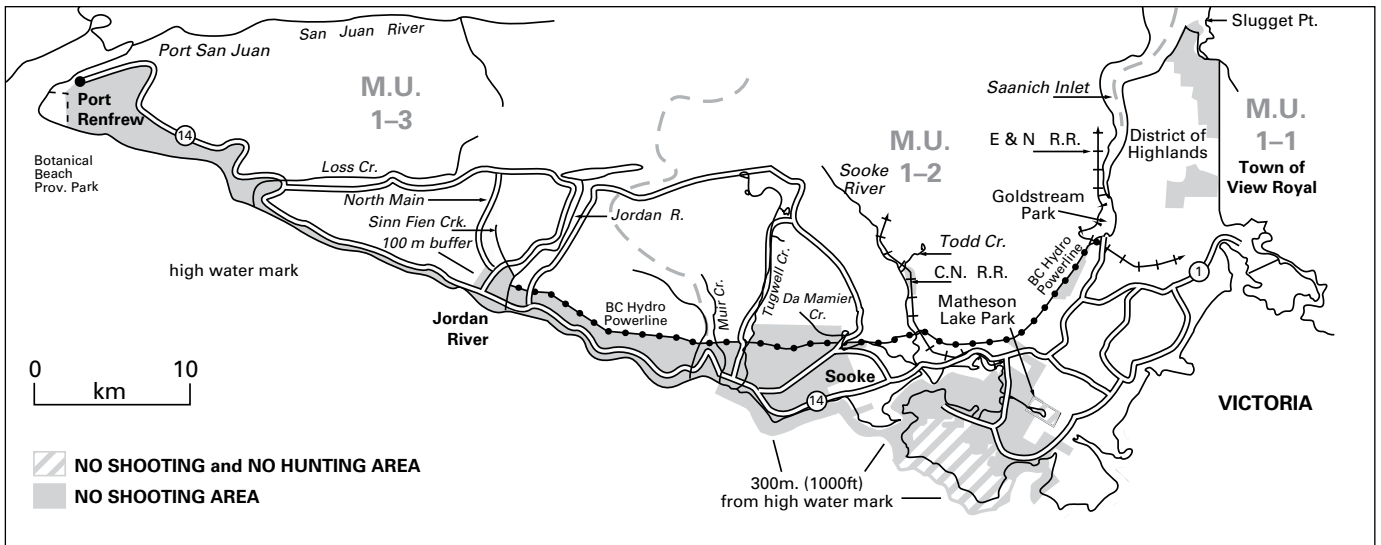 Slugget Pt.
San Juan River
Port San Juan
M.U.
1–3
Port
Renfrew
14
Botanical
Beach
Prov. Park
Loss Cr.
North Main
Sinn Fien Crk.
100 m buffer
Jordan R.
high water mark
Jordan
River
BC Hydro
Powerline
Muir Cr.
Tugwell Cr.
Da Mamier
Cr.
Sooke
14
M.U.
1–2
Sooke
River
Todd Cr.
C.N. R.R.
Matheson
Lake Park
BC Hydro
Powerline
Saanich Inlet
E & N R.R.
Goldstream
Park
District of
Highlands
M.U.
1–1
Town of
View Royal
1
VICTORIA
0 10
km
NO SHOOTING and NO HUNTING AREA
NO SHOOTING AREA
300m. (1000ft)
from high water mark